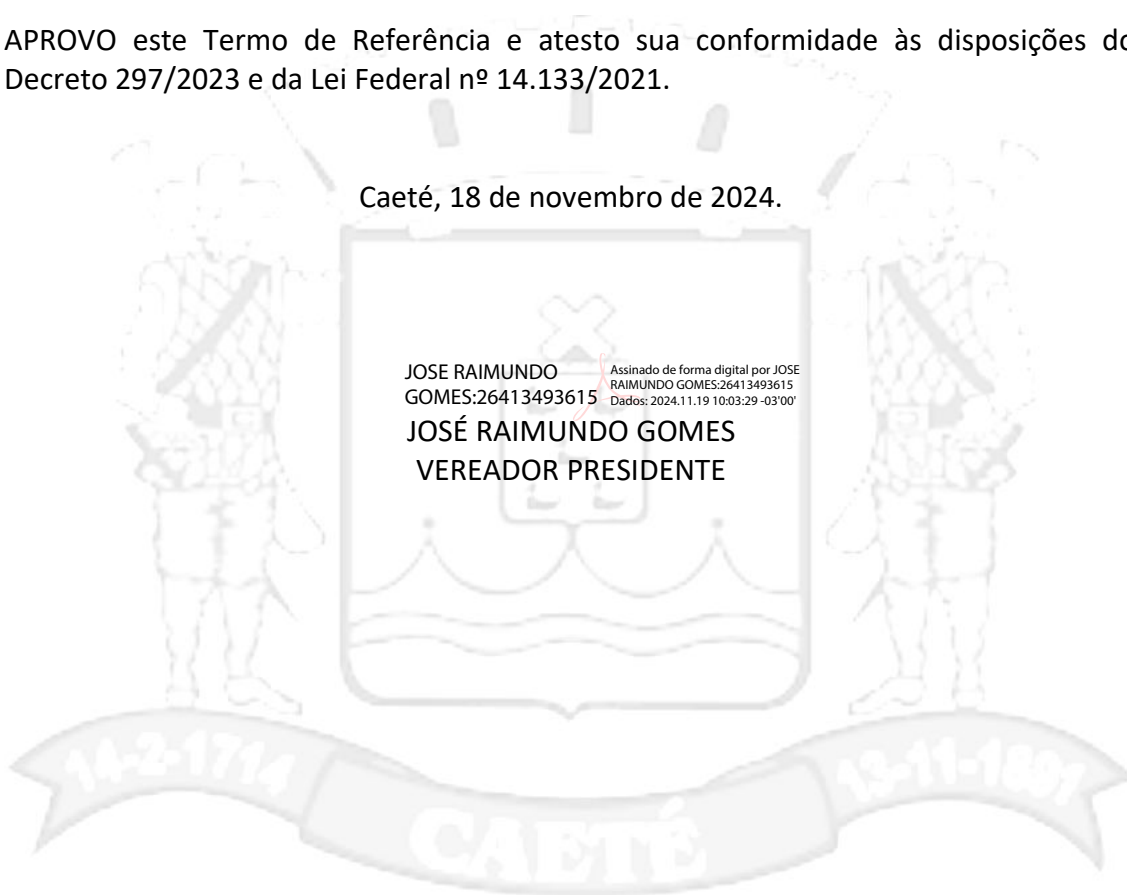 APROVO este Termo de Referência e atesto sua conformidade às disposições do
Decreto 297/2023 e da Lei Federal nº 14.133/2021.
Caeté, 18 de novembro de 2024.
JOSE RAIMUNDO
GOMES:26413493615
Assinado de forma digital por JOSE
RAIMUNDO GOMES:26413493615
Dados: 2024.11.19 10:03:29 -03'00'
JOSÉ RAIMUNDO GOMES
VEREADOR PRESIDENTE
14-2-1714
13-11-1891
CAETÉ